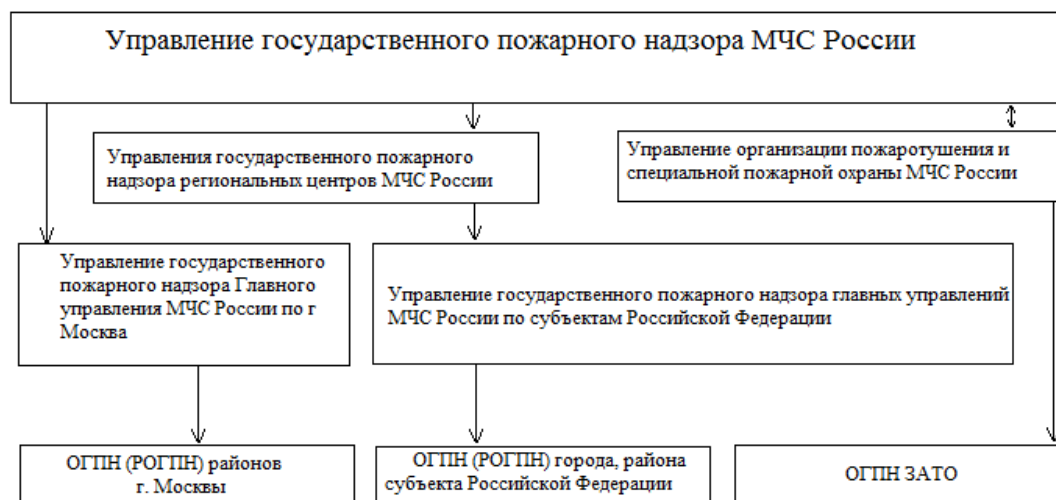 Управление государственного пожарного надзора МЧС России
Управления государственного пожарного
надзора региональных центров МЧС России
Управление организации пожаротушения и
специальной пожарной охраны МЧС России
Управление государственного
пожарного надзора Главного
управления МЧС России по г
Москва
Управление государственного пожарного надзора главных управлений
МЧС России по субъектам Российской Федерации
ОГПН (РОГПН) районов
г. Москвы
ОГПН (РОГПН) города, района
субъекта Российской Федерации
ОГПН ЗАТО